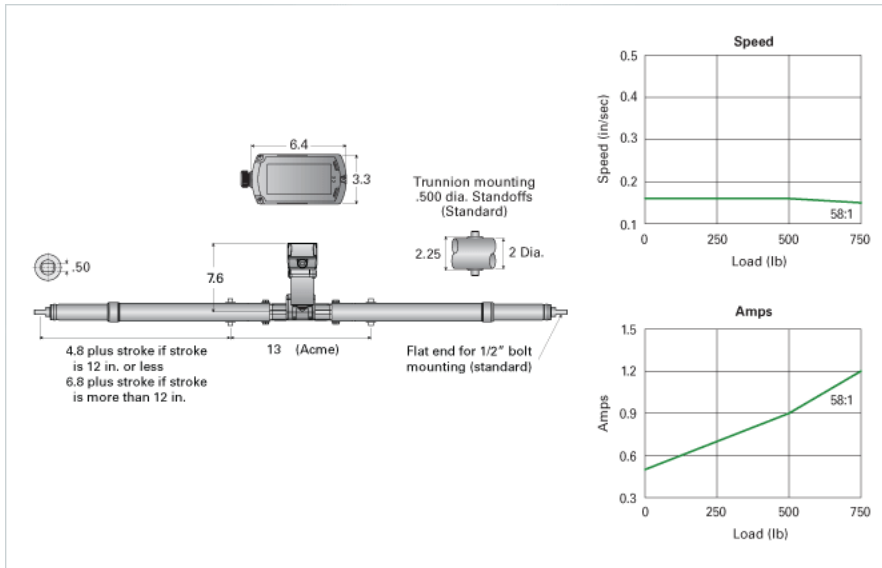 6.4
3.3
Trunnion mounting
.500 dia. Standoffs
(Standard)
2.25
2 Dia.
.50
7.6
4.8 plus stroke if stroke
is 12 in. or less
6.8 plus stroke if stroke
is more than 12 in.
13 (Acme)
Flat end for 1/2" bolt
mounting (standard)
Speed
Speed (in/sec)
0.5
0.4
0.3
0.2
0.1
58:1
0 250 500 750
Load (lb)
Amps
Amps
1.5
1.2
0.9
0.6
0.3
58:1
0 250 500 750
Load (lb)